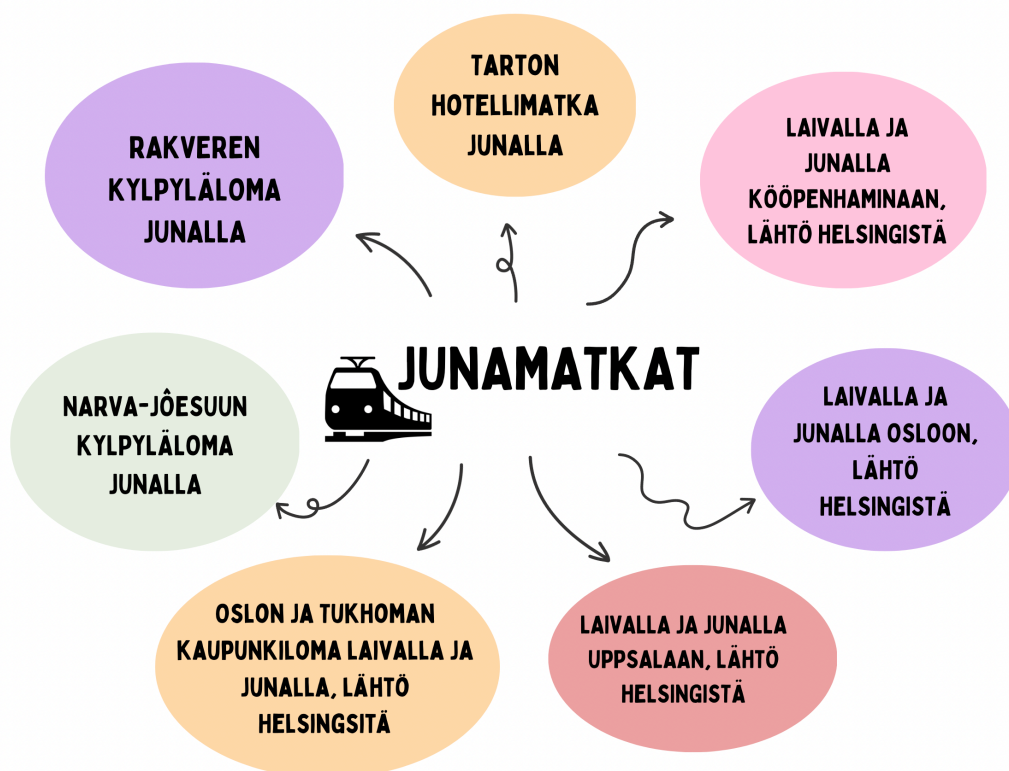 TARTON
HOTELLIMATKA
JUNALLA
RAKVEREN
KYLPYLÄLOMA
JUNALLA
LAIVALLA JA
JUNALLA
KÖÖPENHAMINAAN,
LÄHTÖ HELSINGISTÄ
JUNAMATKAT
NARVA-JÔESUUN
KYLPYLÄLOMA
JUNALLA
LAIVALLA JA
JUNALLA OSLOON,
LÄHTÖ
HELSINGISTÄ
OSLON JA TUKHOMAN
KAUPUNKILOMA LAIVALLA JA
JUNALLA, LÄHTÖ
HELSINGSITÄ
LAIVALLA JA JUNALLA
UPPSALAAN, LÄHTÖ
HELSINGISTÄ